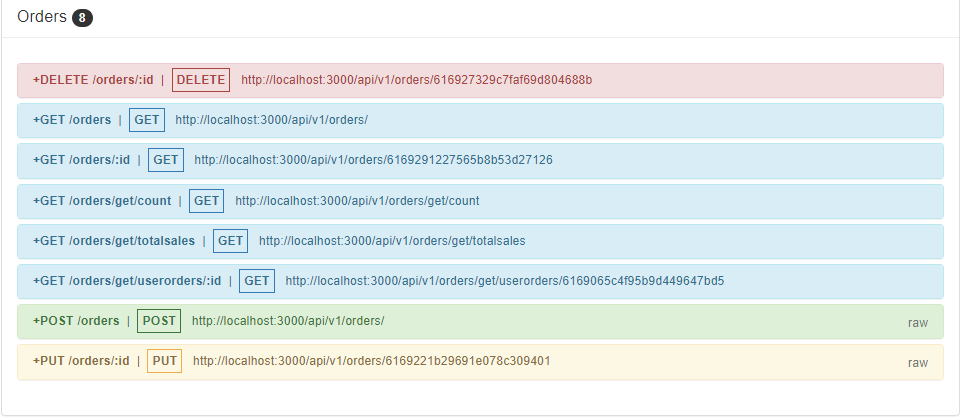 Orders 8
+DELETE /orders/:id | DELETE http://localhost:3000/api/v1/orders/616927329c7faf69d804688b
+GET /orders | GET http://localhost:3000/api/v1/orders/
+GET /orders/:id | GET http://localhost:3000/api/v1/orders/6169291227565b8b53d27126
+GET /orders/get/count | GET http://localhost:3000/api/v1/orders/get/count
+GET /orders/get/totalsales | GET http://localhost:3000/api/v1/orders/get/totalsales
+GET /orders/get/userorders/:id | GET http://localhost:3000/api/v1/orders/get/userorders/6169065c4f95b9d449647bd5
+POST /orders | POST http://localhost:3000/api/v1/orders/ raw
+PUT /orders/:id | PUT http://localhost:3000/api/v1/orders/6169221b29691e078c309401 raw